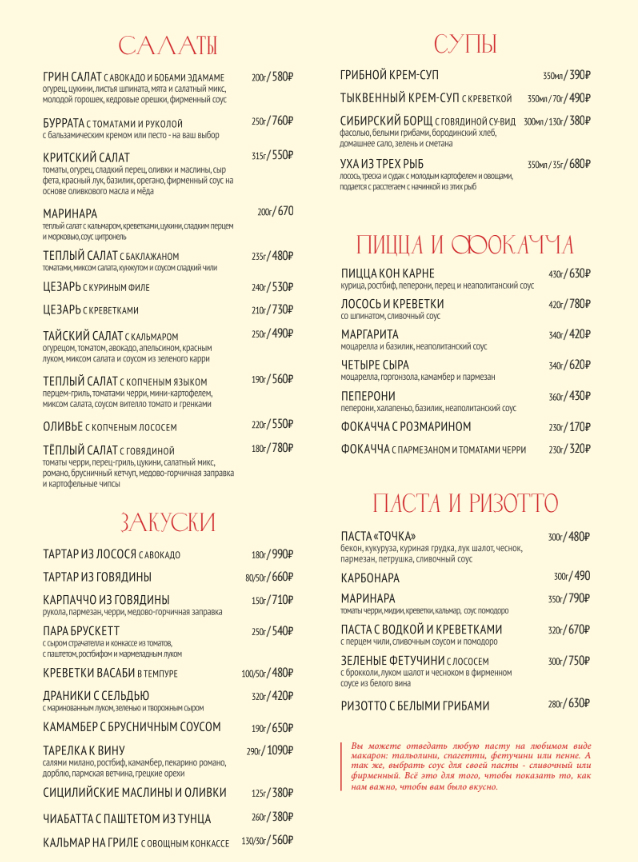 САЛАТЫ
ГРИН САЛАТ С АВОКАДО И БОБАМИ ЭДАМАМЕ 200г/580₽
огурец, цукини, листья шпината, мята и салатный микс,
молодой горошек, кедровые орешки, фирменный соус
БУРРАТА С ТОМАТАМИ И РУКОЛОЙ 250г/760₽
с бальзамическим кремом или песто - на ваш выбор
КРИТСКИЙ САЛАТ 315г/550₽
томаты, огурец, сладкий перец, оливки и маслины, сыр
фета, красный лук, базилик, орегано, фирменный соус на
основе оливкового масла и мёда
МАРИНАРА 200г/670
теплый салат с кальмаром, креветками, цукини, сладким перцем
и морковью, соус цитронель
ТЕПЛЫЙ САЛАТ С БАКЛАЖАНОМ 235г/480₽
томатами, миксом салата, кунжутом и соусом сладкий чили
ЦЕЗАРЬ С КУРИНЫМ ФИЛЕ 240г/530₽
ЦЕЗАРЬ С КРЕВЕТКАМИ 210г/730₽
ТАЙСКИЙ САЛАТ С КАЛЬМАРОМ 250г/490₽
огурецом, томатом, авокадо, апельсином, красным
луком, миксом салата и соусом из зеленого карри
ТЕПЛЫЙ САЛАТ С КОПЧЕНЫМ ЯЗЫКОМ 190г/560₽
перцем-гриль, томатами черри, мини-картофелем,
миксом салата, соусом вителло томато и гренками
ОЛИВЬЕ С КОПЧЕНЫМ ЛОСОСЕМ 220г/550₽
ТЁПЛЫЙ САЛАТ С ГОВЯДИНОЙ 180г/780₽
томаты черри, перец-гриль, цукини, салатный микс,
романо, брусничный кетчуп, медово-горчичная заправка
и картофельные чипсы
ЗАКУСКИ
ТАРТАР ИЗ ЛОСОСЯ С АВОКАДО 180г/990₽
ТАРТАР ИЗ ГОВЯДИНЫ 80/50г/660₽
КАРПАЧЧО ИЗ ГОВЯДИНЫ 150г/710₽
рукола, пармезан, черри, медово-горчичная заправка
ПАРА БРУСКЕТТ 250г/540₽
с сыром страчателла и конкассе из томатов,
с паштетом, ростбифом и мармеладным луком
КРЕВЕТКИ ВАСАБИ В ТЕМПУРЕ 100/50г/480₽
ДРАНИКИ С СЕЛЬДЬЮ 320г/420₽
с маринованным луком, зеленью и творожным сыром
КАМАМБЕР С БРУСНИЧНЫМ СОУСОМ 190г/650₽
ТАРЕЛКА К ВИНУ 290г/1090₽
салями милано, ростбиф, камамбер, пекарино романо,
дорблю, пармская ветчина, грецкие орехи
СИЦИЛИЙСКИЕ МАСЛИНЫ И ОЛИВКИ 125г/380₽
ЧИАБАТТА С ПАШТЕТОМ ИЗ ТУНЦА 260г/380₽
КАЛЬМАР НА ГРИЛЕ С ОВОЩНЫМ КОНКАССЕ 130/30г/560₽
СУПЫ
ГРИБНОЙ КРЕМ-СУП 350мл/390₽
ТЫКВЕННЫЙ КРЕМ-СУП С КРЕВЕТКОЙ 350мл/70г/490₽
СИБИРСКИЙ БОРЩ С ГОВЯДИНОЙ СУ-ВИД 300мл/130г/380₽
фасолью, белыми грибами, бородинский хлеб,
домашнее сало, зелень и сметана
УХА ИЗ ТРЕХ РЫБ 350мл/35г/680₽
лосось, треска и судак с молодым картофелем и овощами,
подается с расстегаем с начинкой из этих рыб
ПИЦЦА И ФОКАЧЧА
ПИЦЦА КОН КАРНЕ 430г/630₽
курица, ростбиф, пеперони, перец и неаполитанский соус
ЛОСОСЬ И КРЕВЕТКИ 420г/780₽
со шпинатом, сливочный соус
МАРГАРИТА 340г/420₽
моцарелла и базилик, неаполитанский соус
ЧЕТЫРЕ СЫРА 340г/620₽
моцарелла, горгонзола, камамбер и пармезан
ПЕПЕРОНИ 360г/430₽
пеперони, халапеньо, базилик, неаполитанский соус
ФОКАЧЧА С РОЗМАРИНОМ 230г/170₽
ФОКАЧЧА С ПАРМЕЗАНОМ И ТОМАТАМИ ЧЕРРИ 230г/320₽
ПАСТА И РИЗОТТО
ПАСТА «ТОЧКА» 300г/480₽
бекон, кукуруза, куриная грудка, лук шалот, чеснок,
пармезан, петрушка, сливочный соус
КАРБОНАРА 300г/490
МАРИНАРА 350г/790₽
томаты черри, мидии, креветки, кальмар, соус помодоро
ПАСТА С ВОДКОЙ И КРЕВЕТКАМИ 320г/670₽
с перцем чили, сливочным соусом и помодоро
ЗЕЛЕНЫЕ ФЕТУЧИНИ С ЛОСОСЕМ 300г/750₽
с брокколи, луком шалот и чесноком в фирменном
соусе из белого вина
РИЗОТТО С БЕЛЫМИ ГРИБАМИ 280г/630₽
Вы можете отведать любую пасту на любимом виде
макарон: тальолини, спагетти, фетучини или пенне. А
так же, выбрать соус для своей пасты - сливочный или
фирменный. Всё это для того, чтобы показать то, как
нам важно, чтобы вам было вкусно.